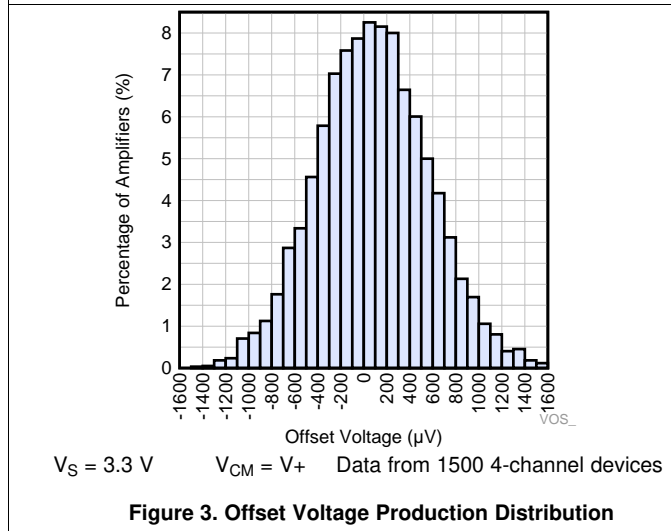 Percentage of Amplifiers (%)
8
7
6
5
4
3
2
1
0
-1600 -1400 -1200 -1000 -800 -600 -400 -200 0 200 400 600 800 1000 1200 1400 1600
VOS_
Offset Voltage (µV)
VS = 3.3 V VCM = V+ Data from 1500 4-channel devices
Figure 3. Offset Voltage Production Distribution